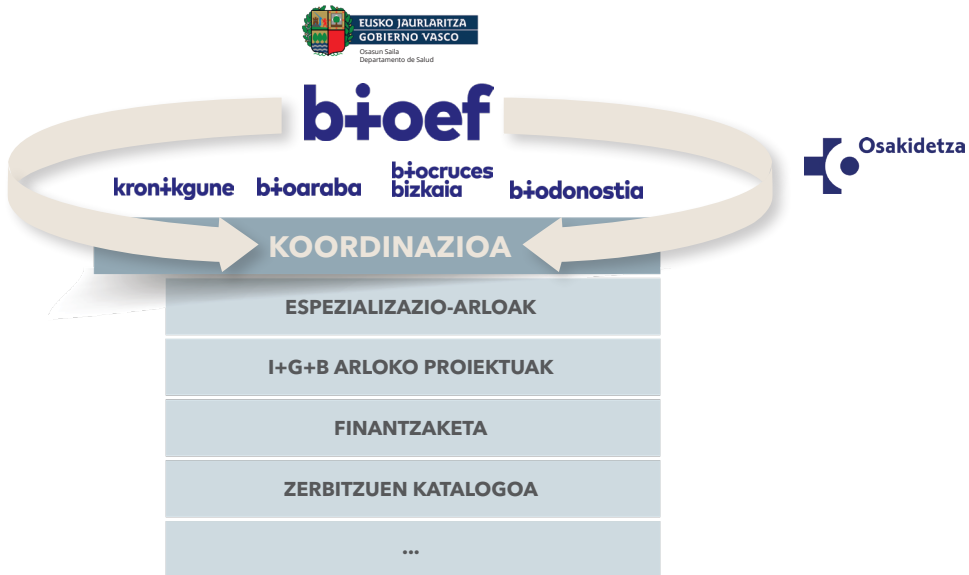 EUSKO JAURLARITZA
GOBIERNO VASCO
Osasun Saila
Departamento de Salud
bioef
Osakidetza
kronikgune
bioaraba
biocruces
bizkaia
biodonostia
KOORDINAZIOA
ESPEZIALIZAZIO-ARLOAK
I+G+B ARLOKO PROIEKTUAK
FINANTZAKETA
ZERBITZUEN KATALOGOA
...